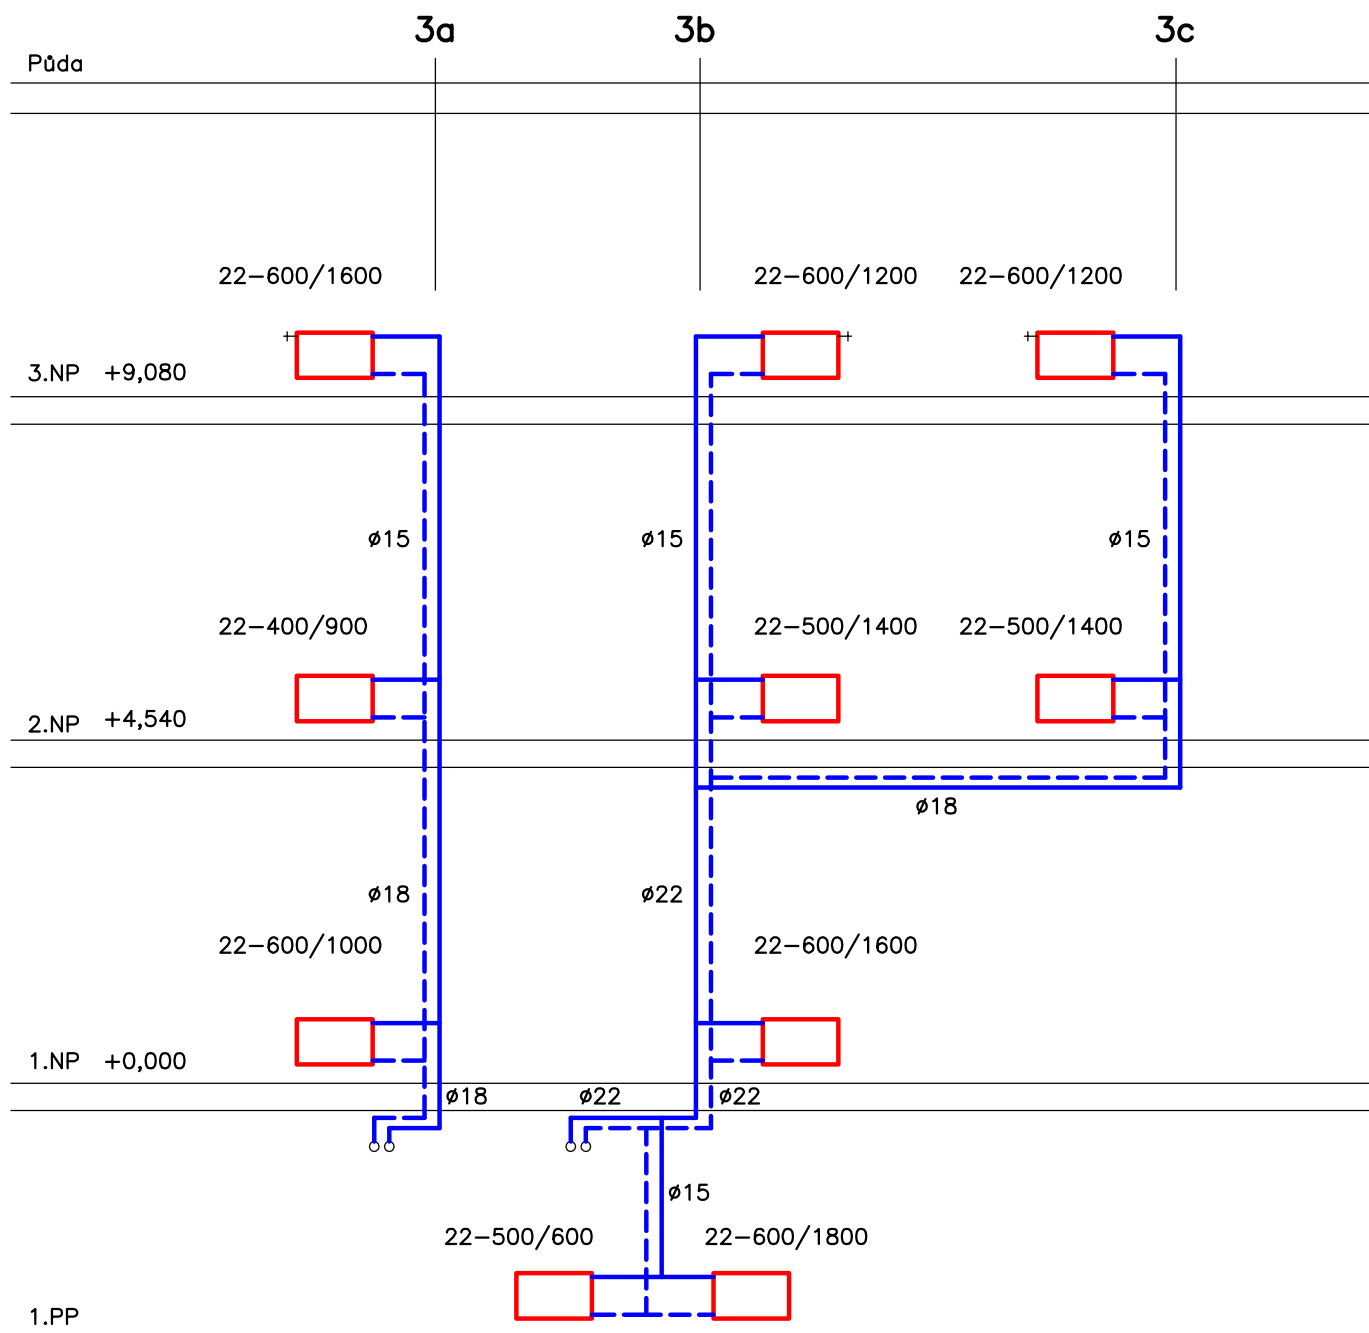 3a 3b 3c
Půda
22-600/1600 22-600/1200 22-600/1200
3.NP +9,080
ø15 ø15 ø15
22-400/900 22-500/1400 22-500/1400
2.NP +4,540
ø18
ø18 ø22
22-600/1000 22-600/1600
1.NP +0,000
ø18 ø22 ø22
ø15
22-500/600 22-600/1800
1.PP